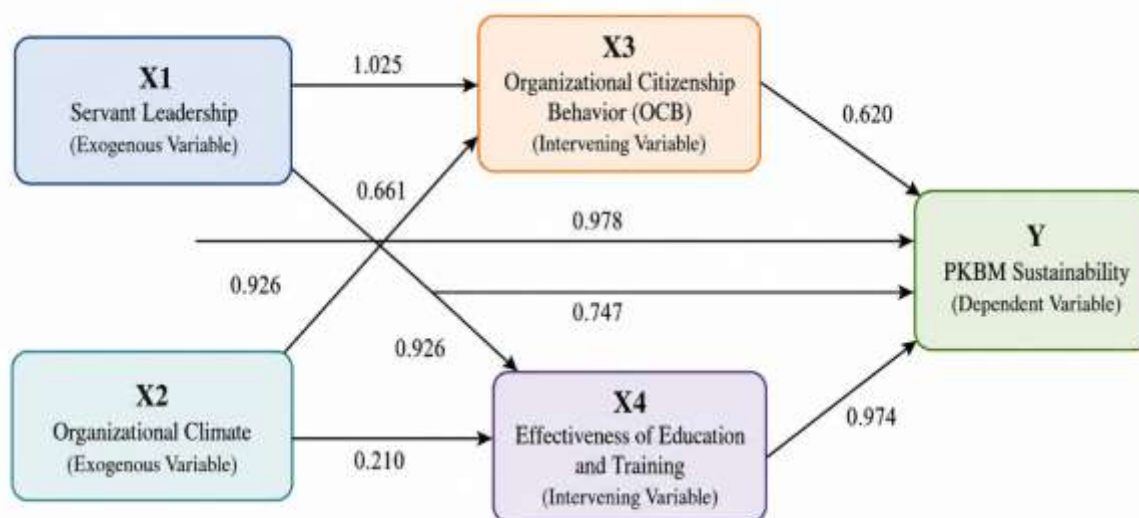 X1
Servant Leadership
(Exogenous Variable)
1.025
X3
Organizational Citizenship
Behavior (OCB)
(Intervening Variable)
0.620
0.661
0.978
Y
PKBM Sustainability
(Dependent Variable)
0.926
0.747
0.926
X2
Organizational Climate
(Exogenous Variable)
0.210
X4
Effectiveness of Education
and Training
(Intervening Variable)
0.974